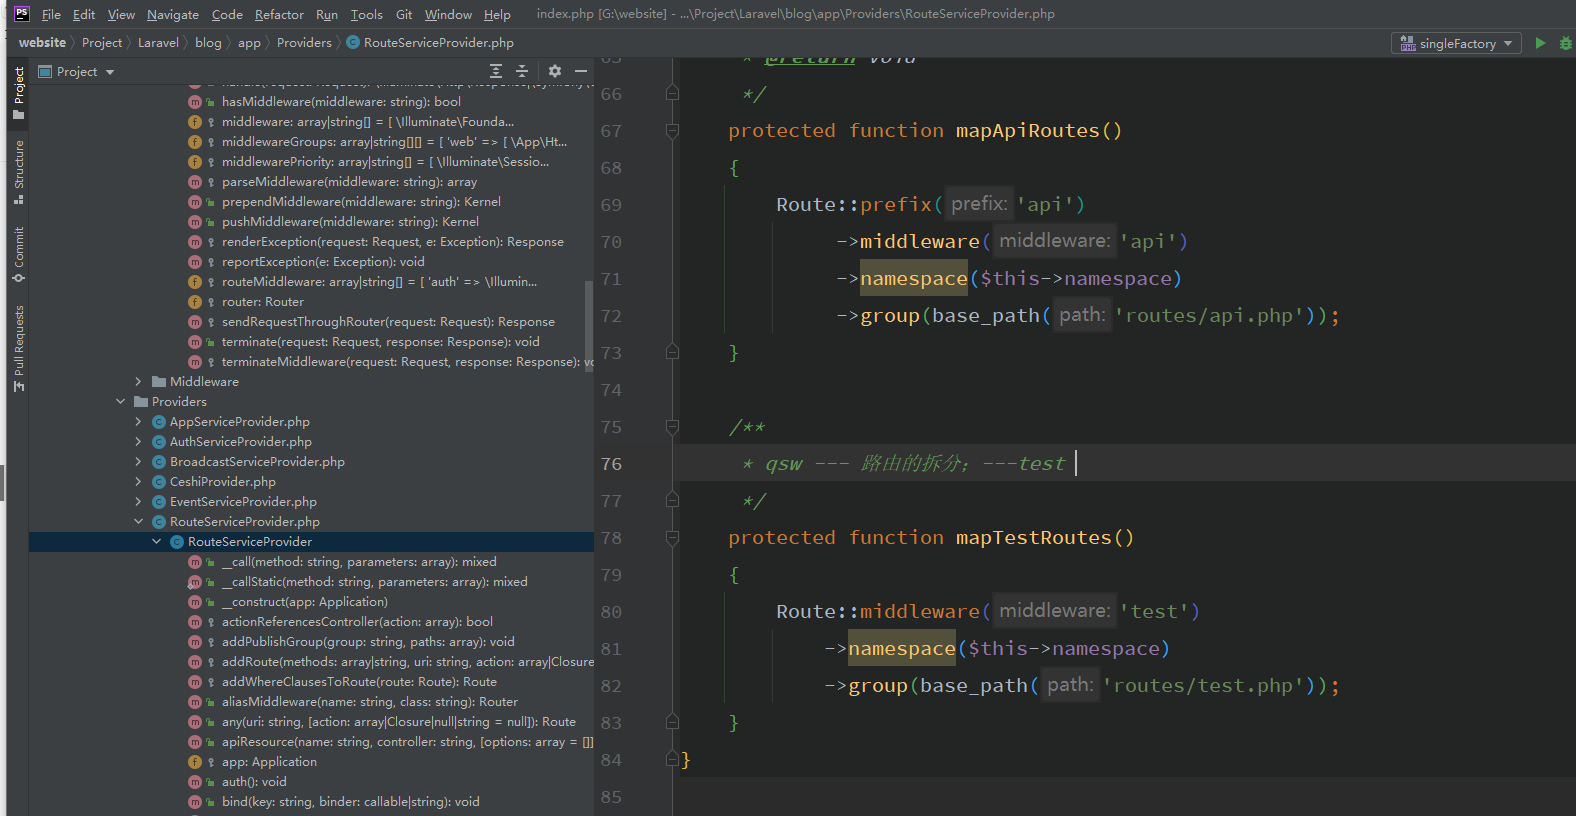 File Edit View Navigate Code Refactor Run Tools Git Window Help index.php [G:\website] - ...\Project\Laravel\blog\app\Providers\RouteServiceProvider.php
website Project Laravel blog app Providers RouteServiceProvider.php singleFactory
Project
Project
Structure
Commit
Pull Requests
hasMiddleware(middleware: string): bool
middleware: array|string[] = [ \Illuminate\Founda...
middlewareGroups: array|string[][] = [ 'web' => [ \App\Ht...
middlewarePriority: array|string[] = [ \Illuminate\Sessio...
parseMiddleware(middleware: string): array
prependMiddleware(middleware: string): Kernel
pushMiddleware(middleware: string): Kernel
renderException(request: Request, e: Exception): Response
reportException(e: Exception): void
routeMiddleware: array|string[] = [ 'auth' => \Illumin...
router: Router
sendRequestThroughRouter(request: Request): Response
terminate(request: Request, response: Response): void
terminateMiddleware(request: Request, response: Response): vo
Middleware
Providers
AppServiceProvider.php
AuthServiceProvider.php
BroadcastServiceProvider.php
CeshiProvider.php
EventServiceProvider.php
RouteServiceProvider.php
RouteServiceProvider
__call(method: string, parameters: array): mixed
__callStatic(method: string, parameters: array): mixed
__construct(app: Application)
actionReferencesController(action: array): bool
addPublishGroup(group: string, paths: array): void
addRoute(methods: array|string, uri: string, action: array|Closure
addWhereClausesToRoute(route: Route): Route
aliasMiddleware(name: string, class: string): Router
any(uri: string, [action: array|Closure|null|string = null]): Route
apiResource(name: string, controller: string, [options: array = []]
app: Application
auth(): void
bind(key: string, binder: callable|string): void
65 * @return void
66 */
67 protected function mapApiRoutes()
68 {
69 Route::prefix( prefix: 'api')
70 ->middleware( middleware: 'api')
71 ->namespace($this->namespace)
72 ->group(base_path( path: 'routes/api.php'));
73 }
74
75 /**
76 * qsw --- 路由的拆分; ---test
77 */
78 protected function mapTestRoutes()
79 {
80 Route::middleware( middleware: 'test')
81 ->namespace($this->namespace)
82 ->group(base_path( path: 'routes/test.php'));
83 }
84 }
85